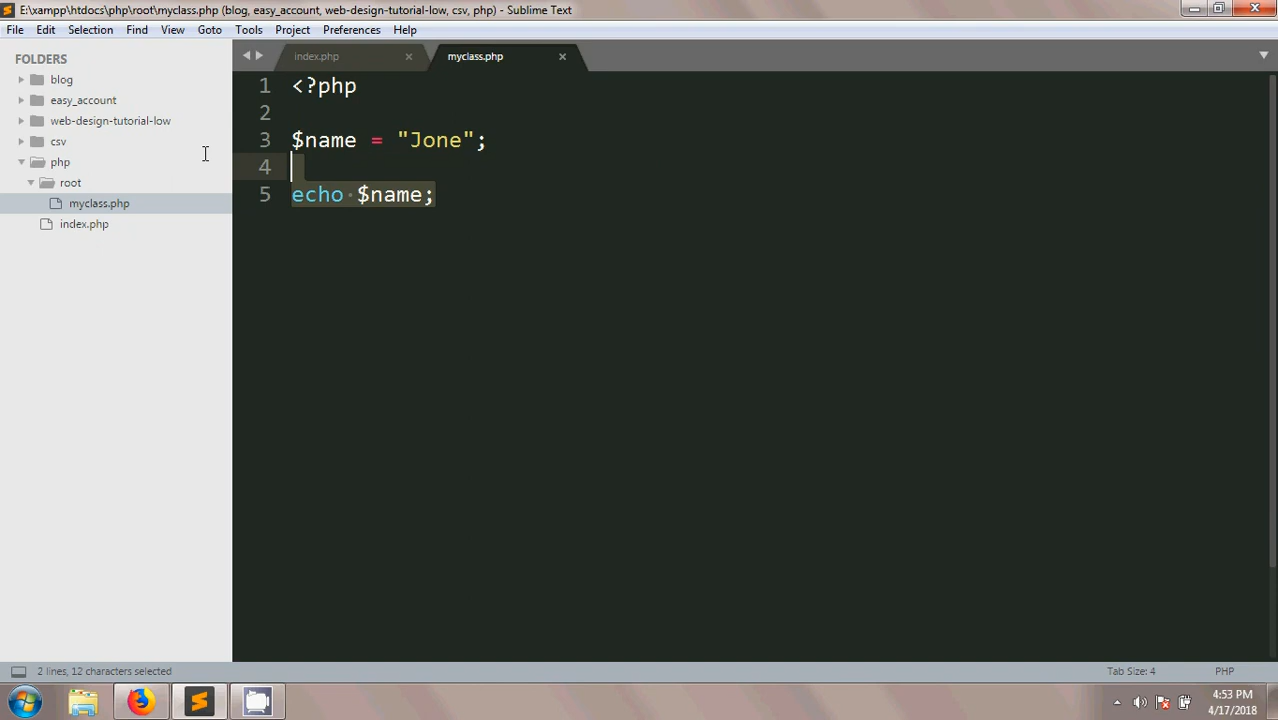 E:\xampp\htdocs\php\root\myclass.php (blog, easy_account, web-design-tutorial-low, csv, php) - Sublime Text
File Edit Selection Find View Goto Tools Project Preferences Help
FOLDERS
blog
easy_account
web-design-tutorial-low
csv
php
root
myclass.php
index.php
index.php myclass.php
1 <?php
2
3 $name = "Jone";
4
5 echo $name;
2 lines, 12 characters selected Tab Size: 4 PHP
4:53 PM
4/17/2018